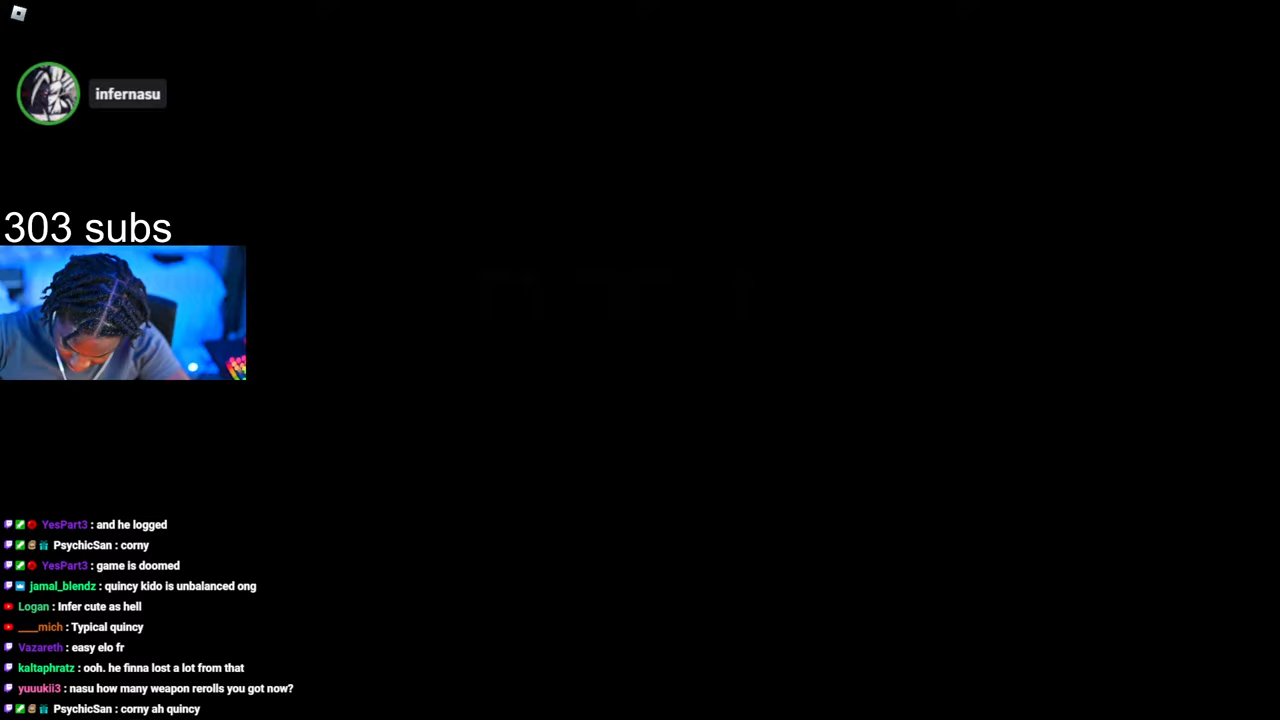 infernasu
303 subs
YesPart3 : and he logged
PsychicSan : corny
YesPart3 : game is doomed
jamal_blendz : quincy kido is unbalanced ong
Logan : Infer cute as hell
____mich : Typical quincy
Vazareth : easy elo fr
kaltaphratz : ooh. he finna lost a lot from that
yuuukii3 : nasu how many weapon rerolls you got now?
PsychicSan : corny ah quincy